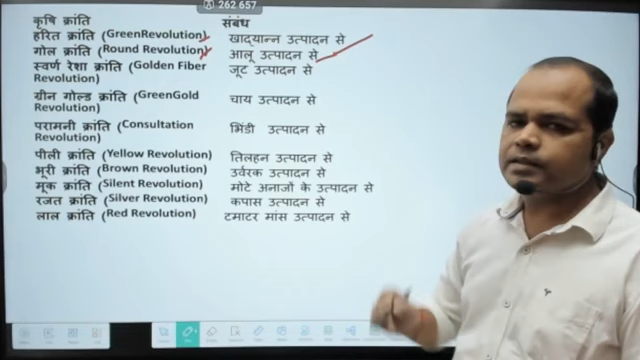 262 657
कृषि क्रांति संबंध
हरित क्रांति (GreenRevolution) खाद्यान्न उत्पादन से
गोल क्रांति (Round Revolution) आलू उत्पादन से
स्वर्ण रेशा क्रांति (Golden Fiber Revolution) जूट उत्पादन से
ग्रीन गोल्ड क्रांति (GreenGold Revolution) चाय उत्पादन से
परामनी क्रांति (Consultation Revolution) भिंडी उत्पादन से
पीली क्रांति (Yellow Revolution) तिलहन उत्पादन से
भूरी क्रांति (Brown Revolution) उर्वरक उत्पादन से
मूक क्रांति (Silent Revolution) मोटे अनाजों के उत्पादन से
रजत क्रांति (Silver Revolution) कपास उत्पादन से
लाल क्रांति (Red Revolution) टमाटर मांस उत्पादन से